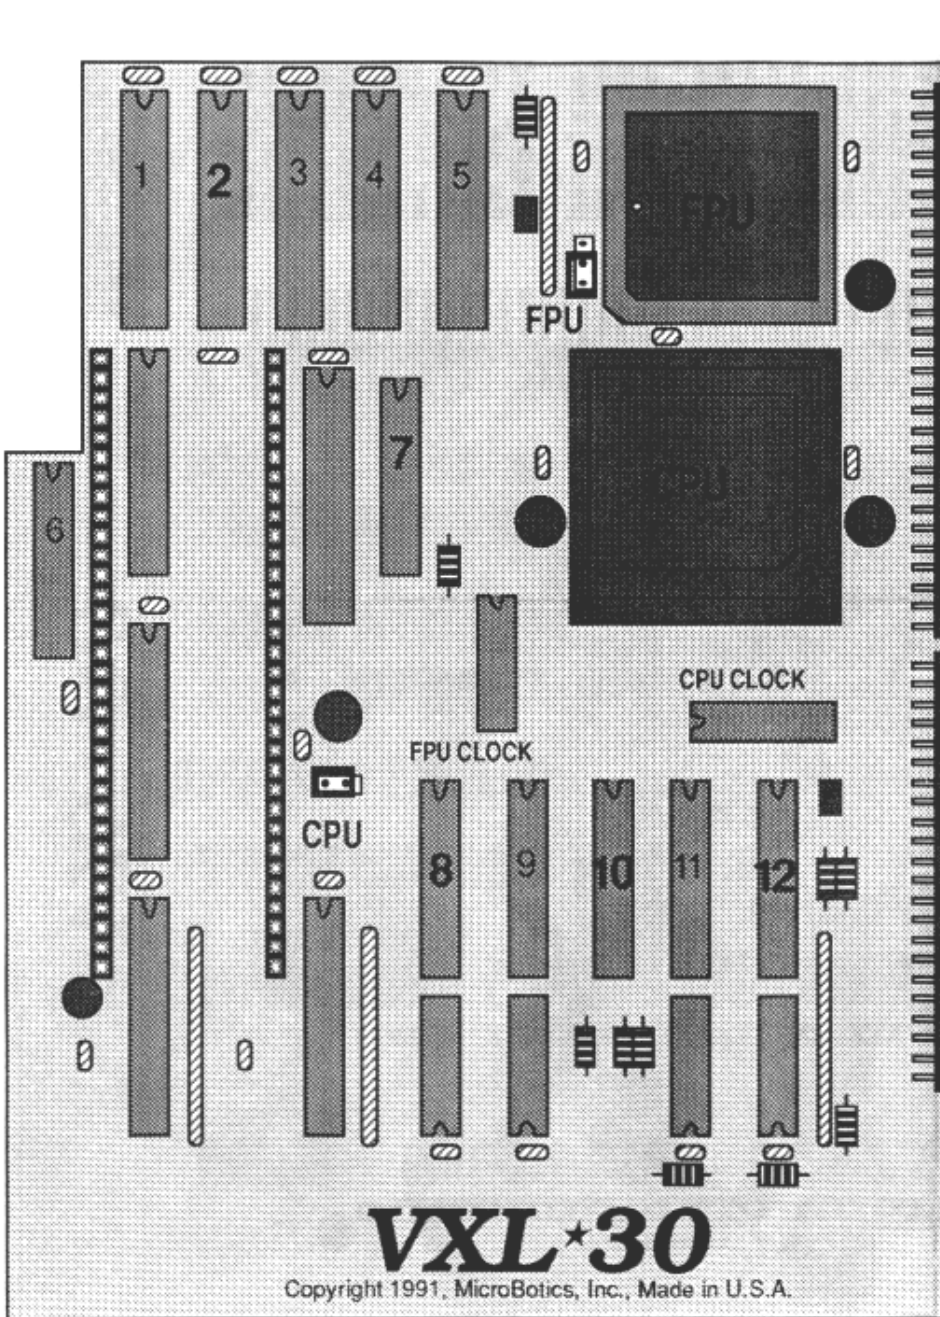 1 2 3 4 5
FPU
FPU
CPU
7
6
CPU CLOCK
FPU CLOCK
CPU
8 9 10 11 12
VXL★30
Copyright 1991, MicroBotics, Inc., Made in U.S.A.